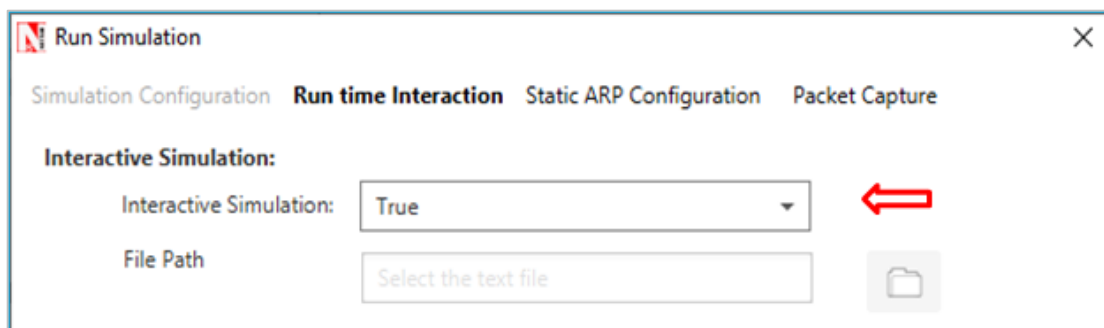 Run Simulation
Simulation Configuration Run time Interaction Static ARP Configuration Packet Capture
Interactive Simulation:
Interactive Simulation: True
File Path Select the text file